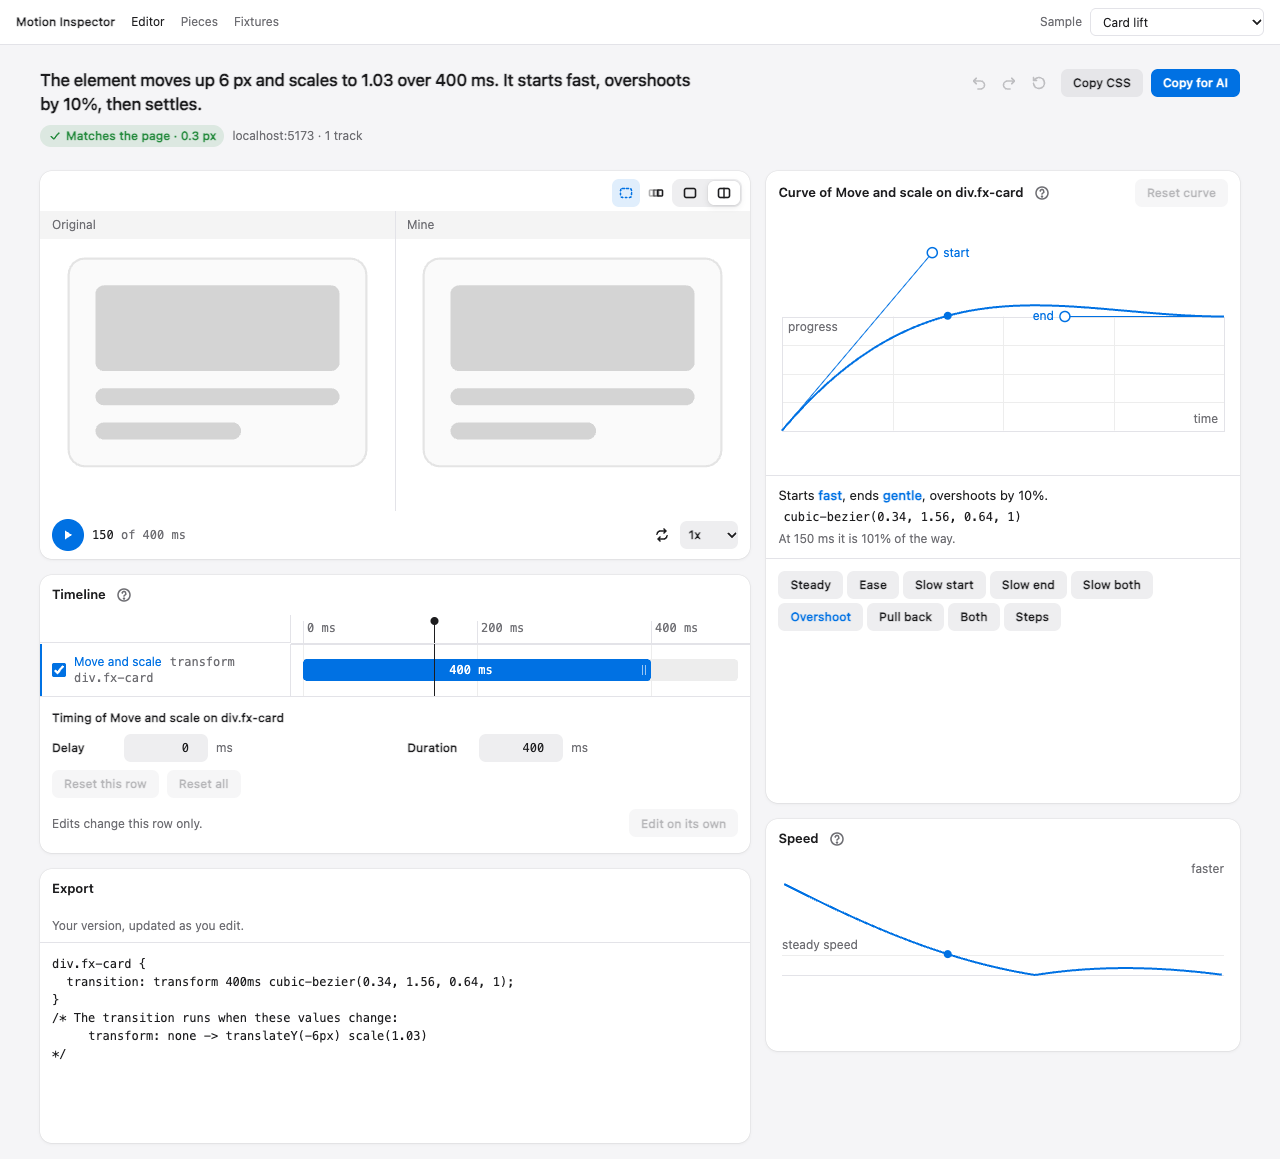 Motion Inspector Editor Pieces Fixtures Sample Card lift
The element moves up 6 px and scales to 1.03 over 400 ms. It starts fast, overshoots
by 10%, then settles.
Copy CSS Copy for AI
Matches the page · 0.3 px localhost:5173 · 1 track
Original Mine
150 of 400 ms 1x
Timeline
0 ms 200 ms 400 ms
Move and scale transform
div.fx-card
400 ms
Timing of Move and scale on div.fx-card
Delay 0 ms Duration 400 ms
Reset this row Reset all
Edits change this row only. Edit on its own
Export
Your version, updated as you edit.
div.fx-card {
  transition: transform 400ms cubic-bezier(0.34, 1.56, 0.64, 1);
}
/* The transition runs when these values change:
     transform: none -> translateY(-6px) scale(1.03)
*/
Curve of Move and scale on div.fx-card Reset curve
start
end
progress
time
Starts fast, ends gentle, overshoots by 10%.
cubic-bezier(0.34, 1.56, 0.64, 1)
At 150 ms it is 101% of the way.
Steady Ease Slow start Slow end Slow both
Overshoot Pull back Both Steps
Speed
faster
steady speed